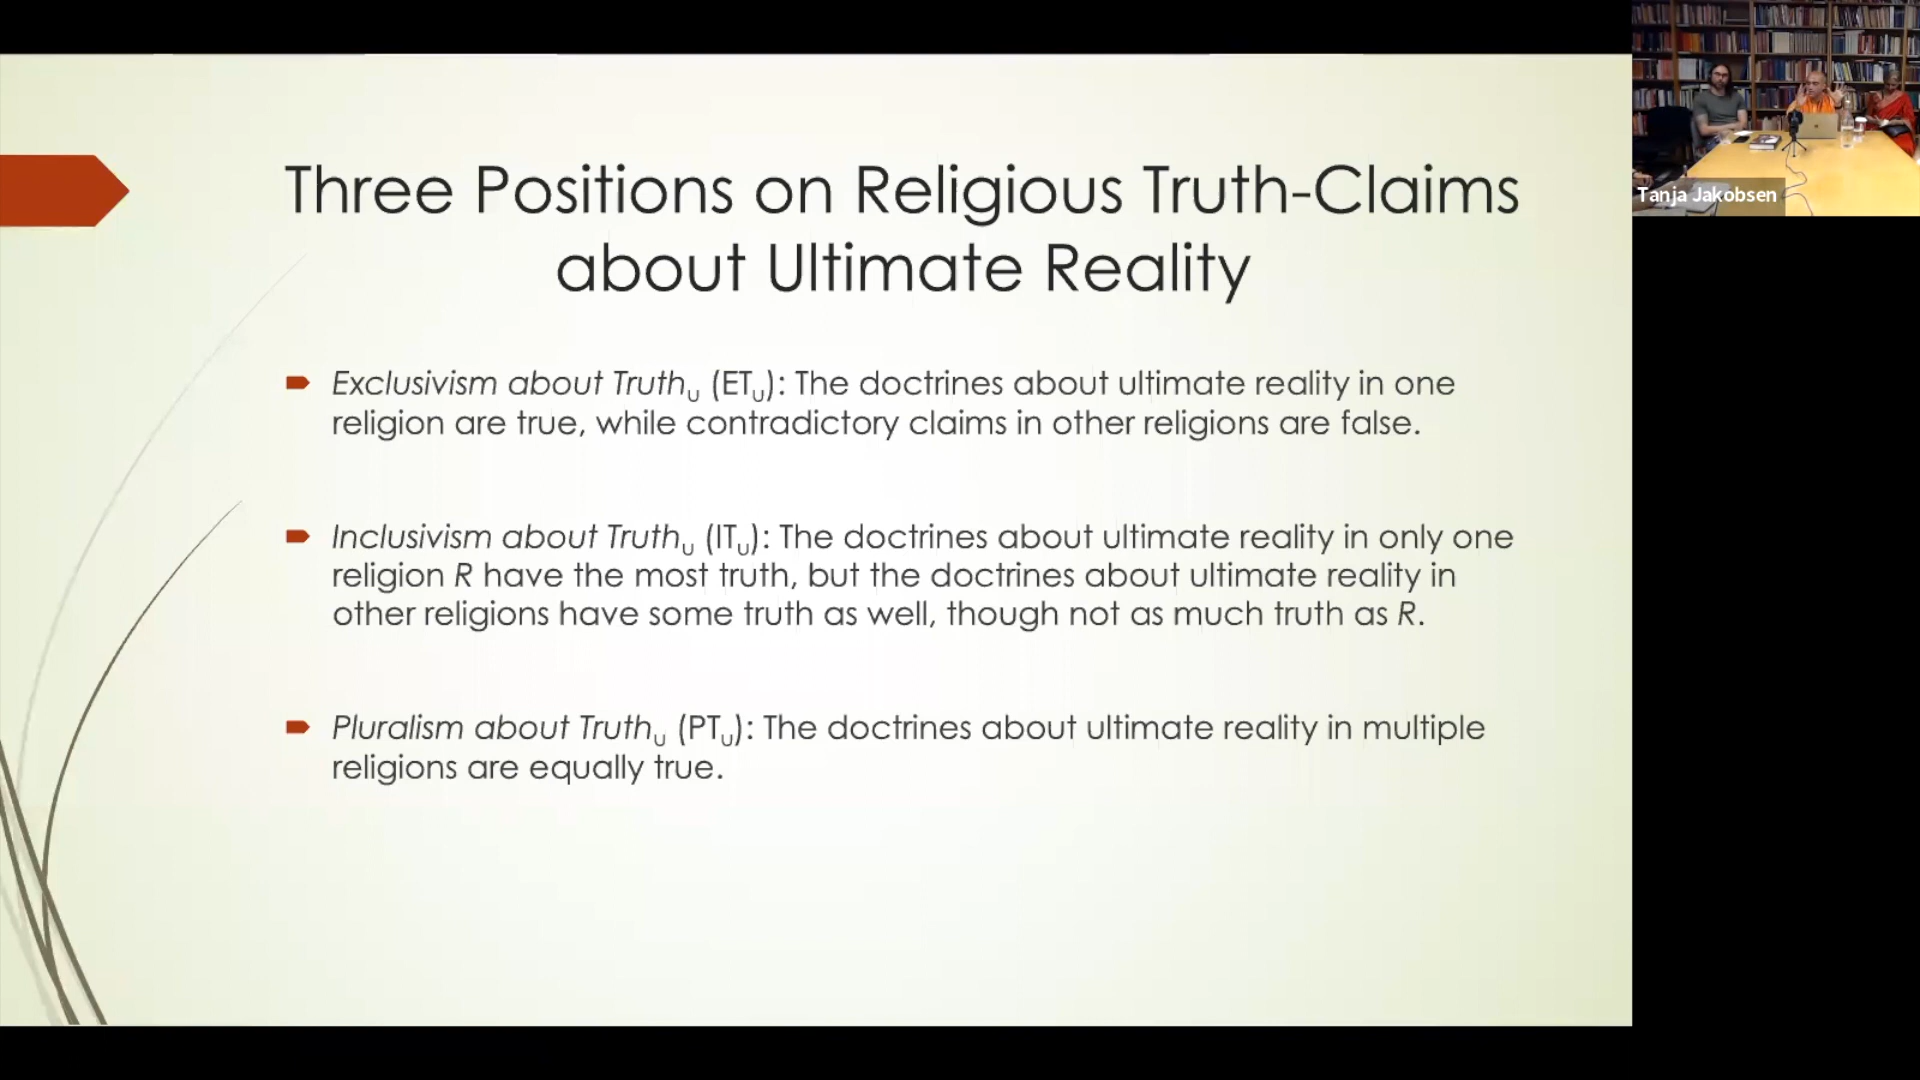 Three Positions on Religious Truth-Claims
about Ultimate Reality
Exclusivism about Truthᵤ (ETᵤ): The doctrines about ultimate reality in one
religion are true, while contradictory claims in other religions are false.
Inclusivism about Truthᵤ (ITᵤ): The doctrines about ultimate reality in only one
religion R have the most truth, but the doctrines about ultimate reality in
other religions have some truth as well, though not as much truth as R.
Pluralism about Truthᵤ (PTᵤ): The doctrines about ultimate reality in multiple
religions are equally true.
Tanja Jakobsen